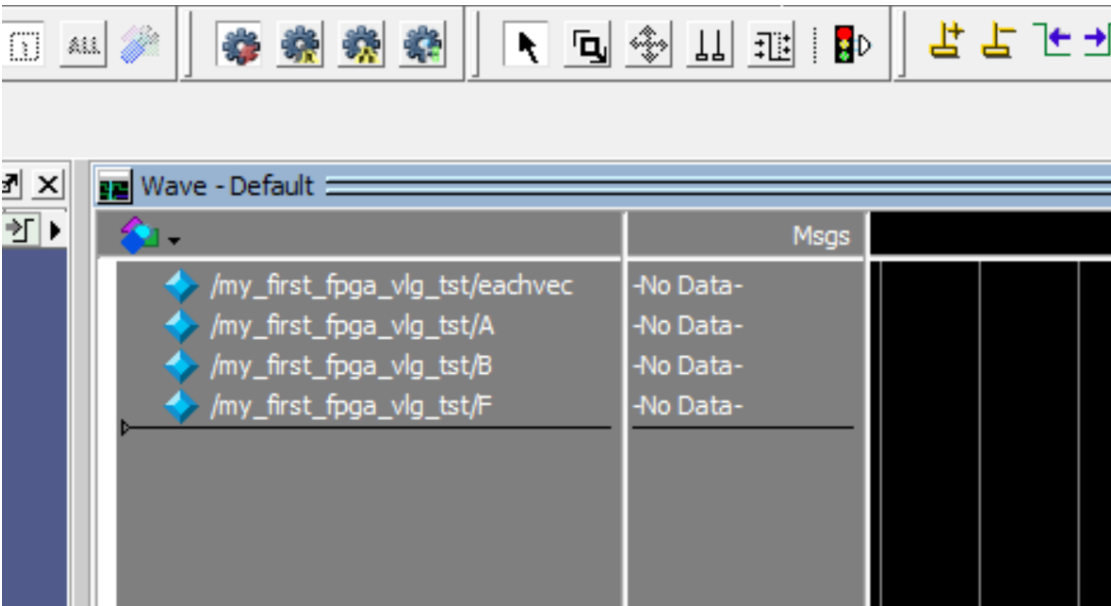 ALL
Wave - Default
Msgs
/my_first_fpga_vlg_tst/eachvec -No Data-
/my_first_fpga_vlg_tst/A -No Data-
/my_first_fpga_vlg_tst/B -No Data-
/my_first_fpga_vlg_tst/F -No Data-